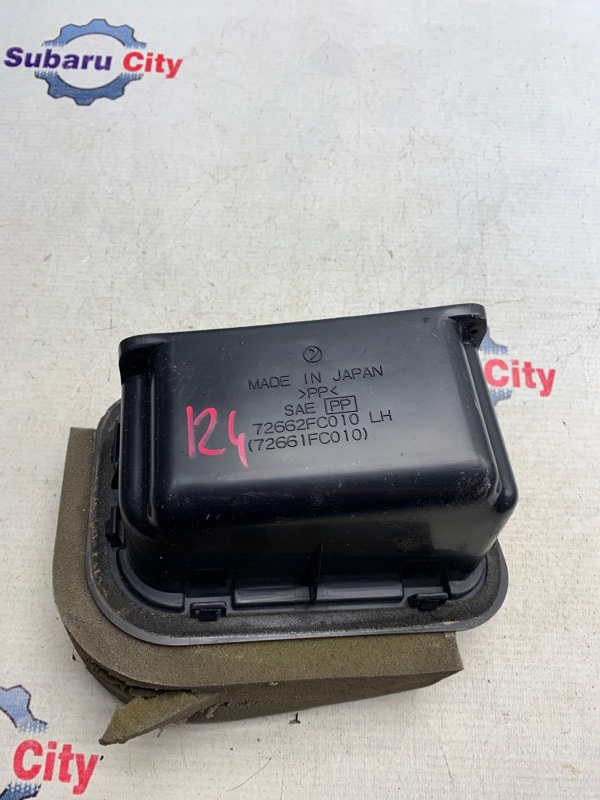 Subaru City
City
MADE IN JAPAN
>PP<
SAE PP
72662FC010 LH
(72661FC010)
124
City